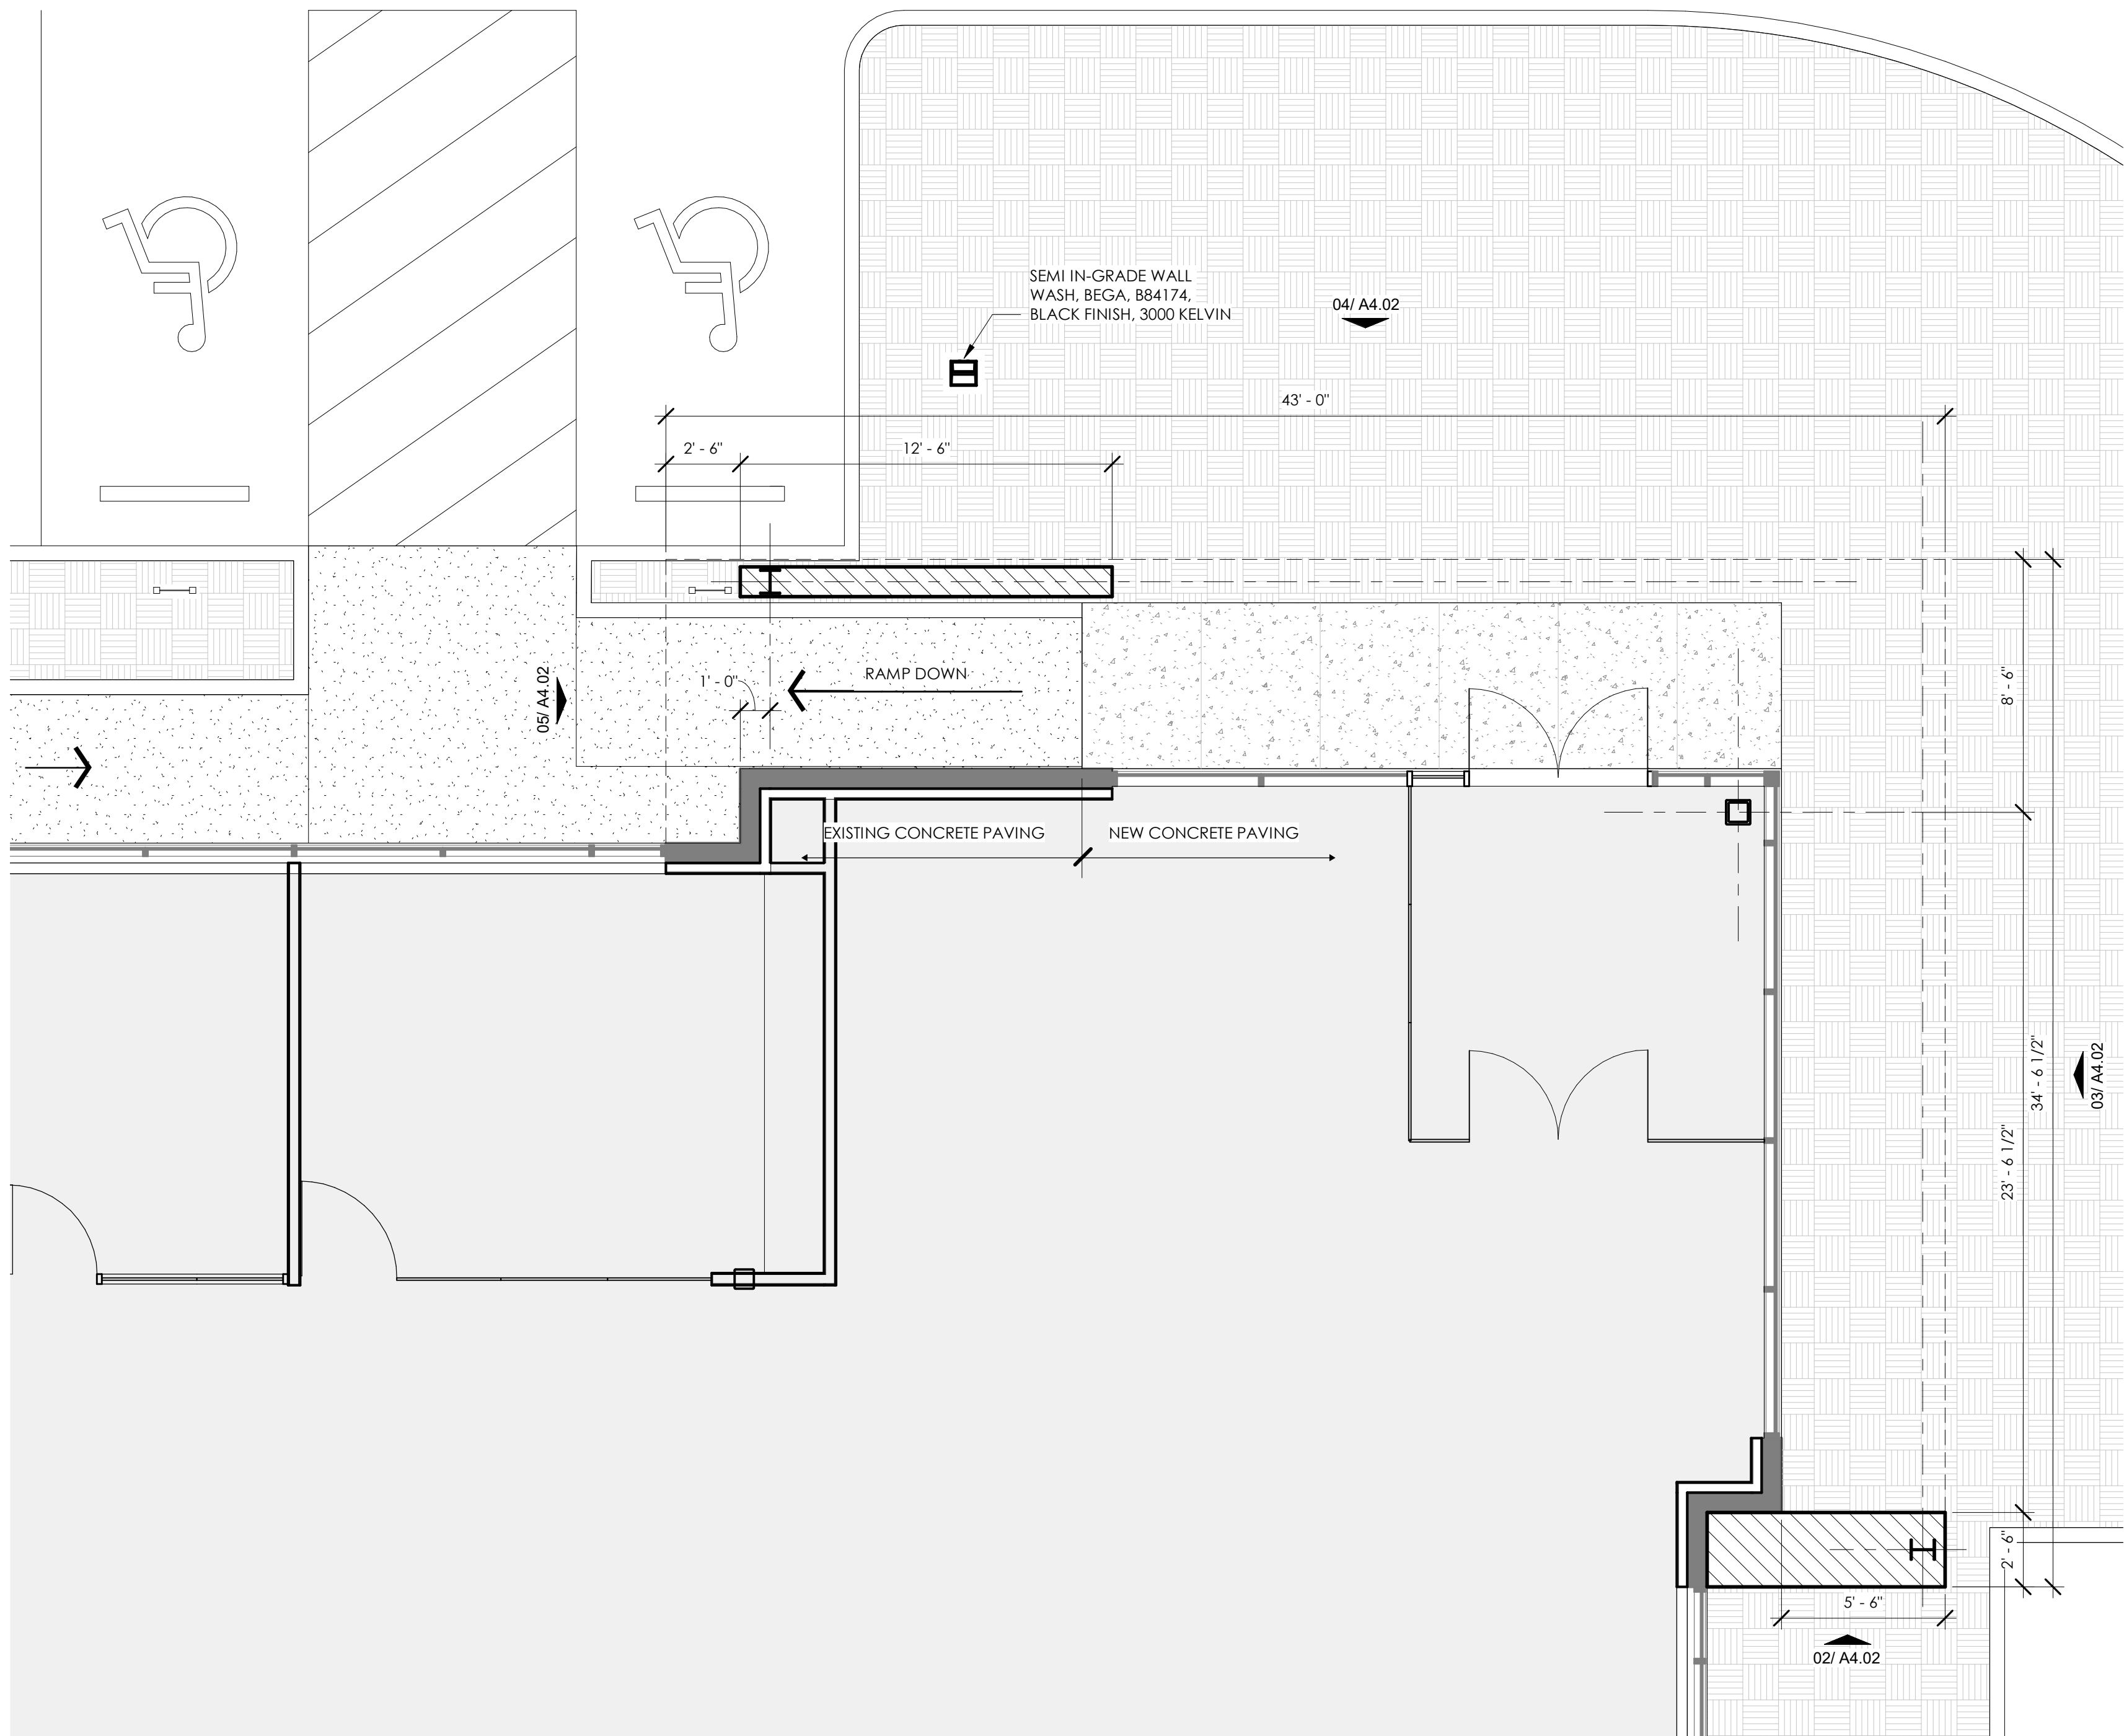 SEMI IN-GRADE WALL
WASH, BEGA, B84174,
BLACK FINISH, 3000 KELVIN
04/ A4.02
43' - 0"
2' - 6"
12' - 6"
05/ A4.02
1' - 0"
RAMP DOWN
8' - 6"
EXISTING CONCRETE PAVING
NEW CONCRETE PAVING
34' - 6 1/2"
03/ A4.02
23' - 6 1/2"
2' - 6"
5' - 6"
02/ A4.02